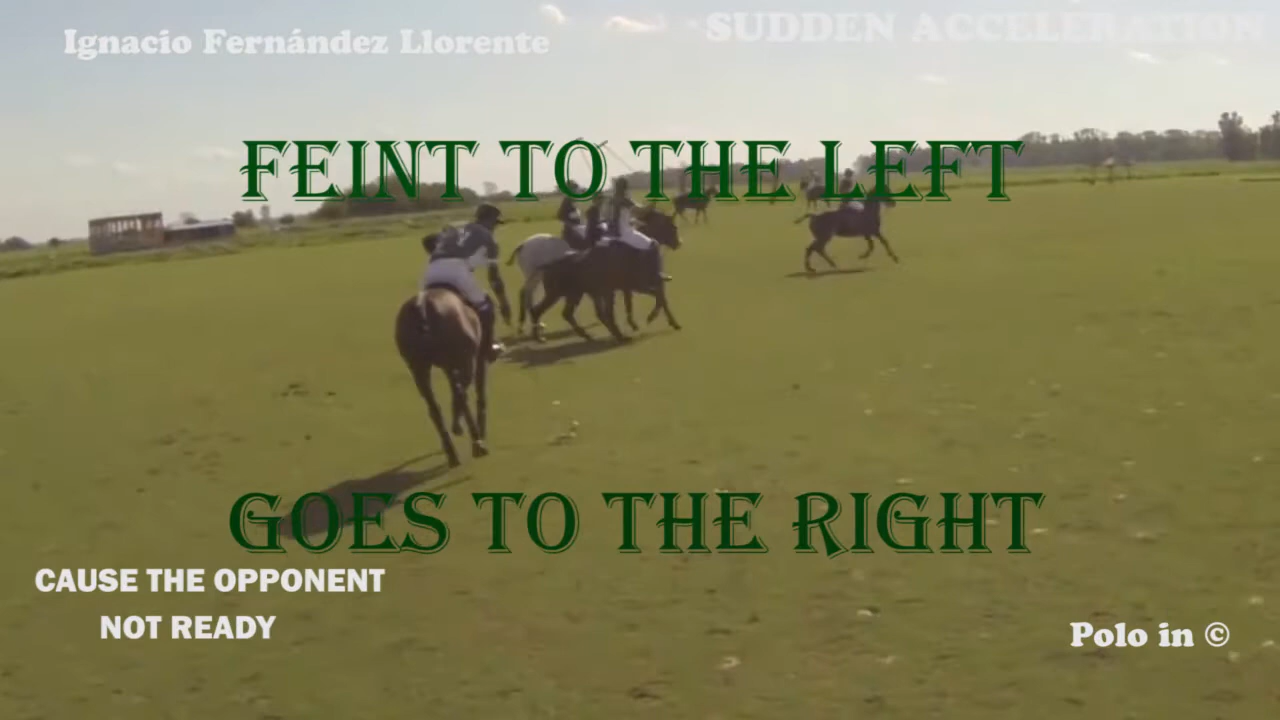 Ignacio Fernández Llorente
SUDDEN ACCELERATION
FEINT TO THE LEFT
GOES TO THE RIGHT
CAUSE THE OPPONENT
NOT READY
Polo in ©